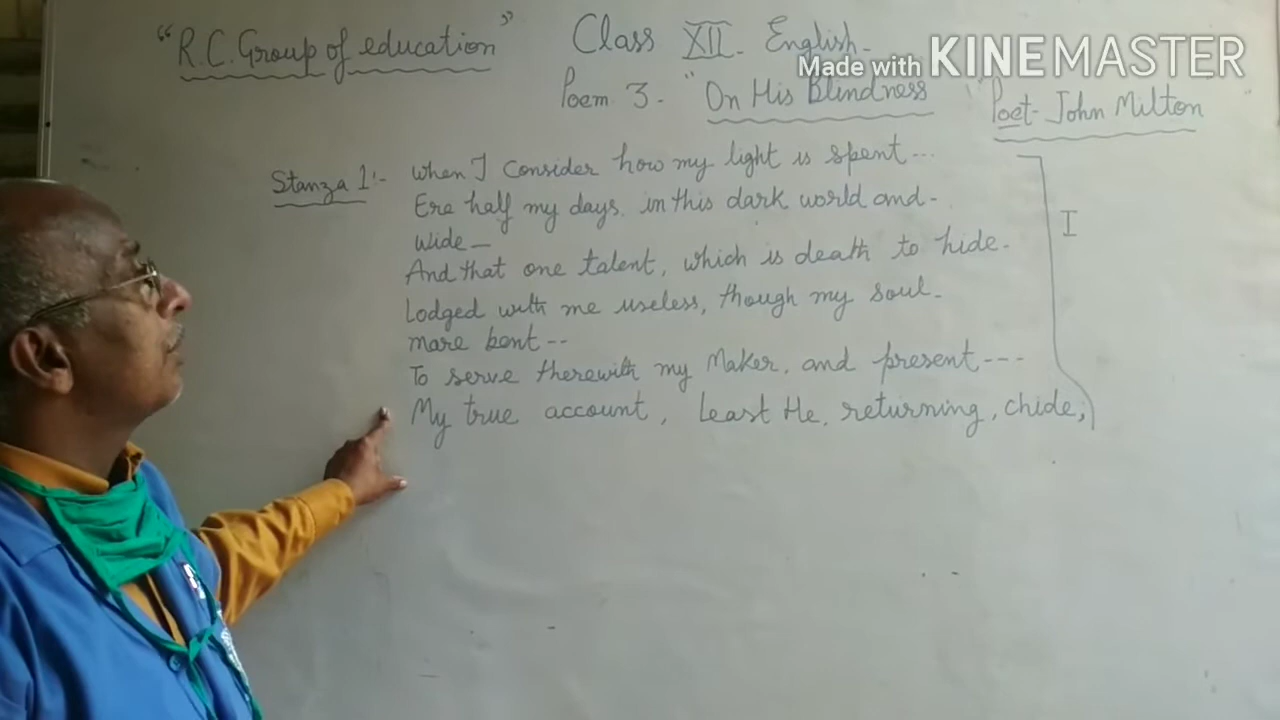 "R.C. Group of education"
Class XII - English -
Made with KINEMASTER
Poem 3 - "On His Blindness
"Poet - John Milton"
Stanza 1:- When I consider how my light is spent...
Ere half my days, in this dark world and -
wide -
And that one talent, which is death to hide.
Lodged with me useless, though my soul -
more bent --
To serve therewith my Maker, and present ---
My true account, Least He, returning, chide,
I